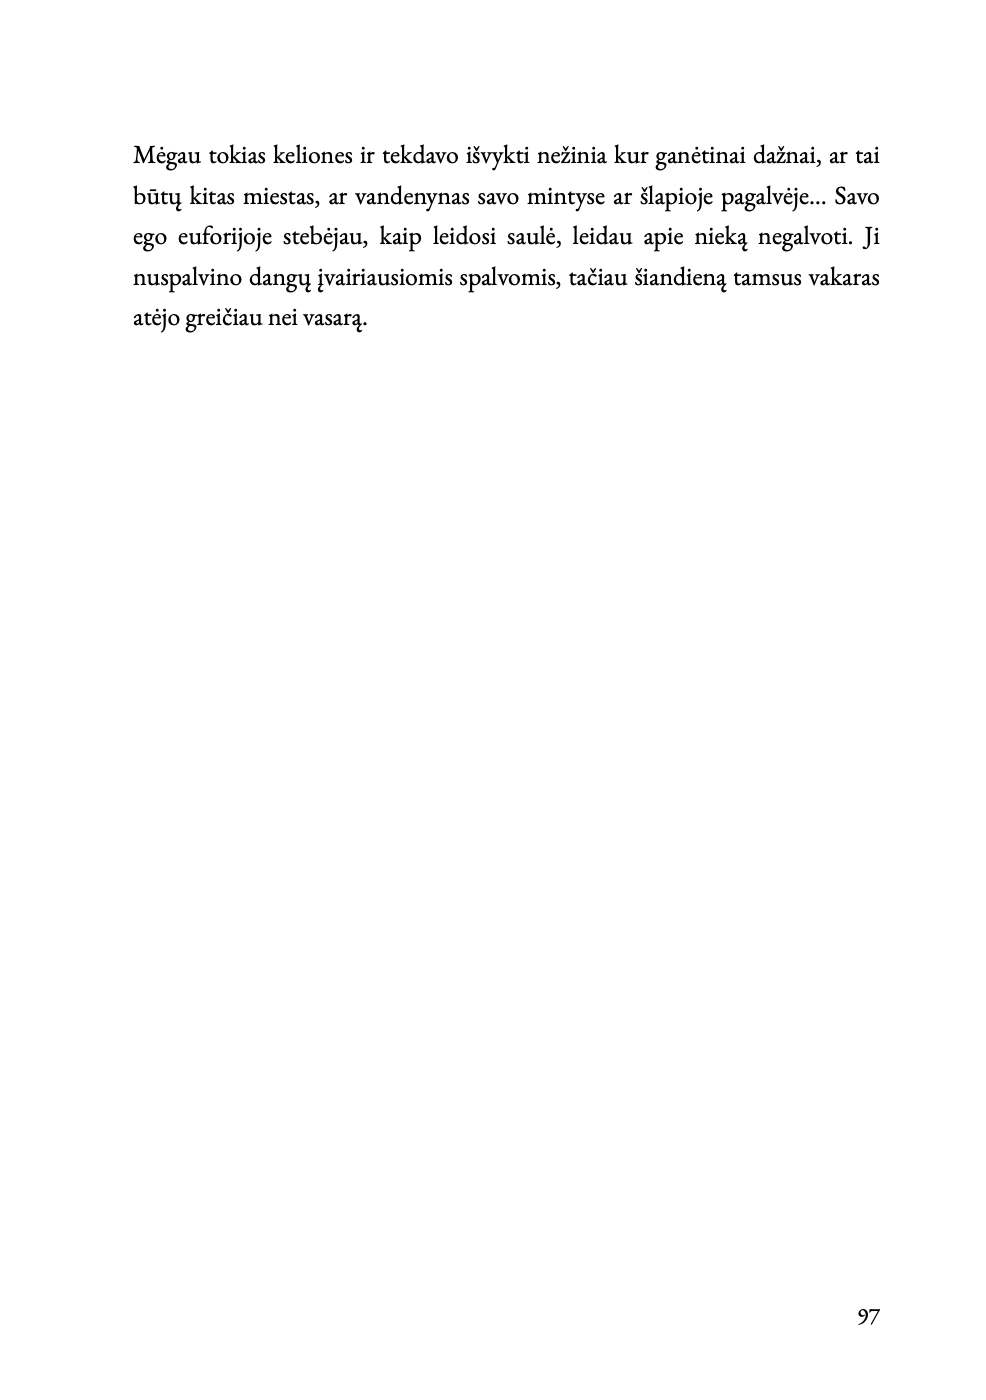 Mėgau tokias keliones ir tekdavo išvykti nežinia kur ganėtinai dažnai, ar tai
būtų kitas miestas, ar vandenynas savo mintyse ar šlapioje pagalvėje... Savo
ego euforijoje stebėjau, kaip leidosi saulė, leidau apie nieką negalvoti. Ji
nuspalvino dangų įvairiausiomis spalvomis, tačiau šiandieną tamsus vakaras
atėjo greičiau nei vasarą.
97